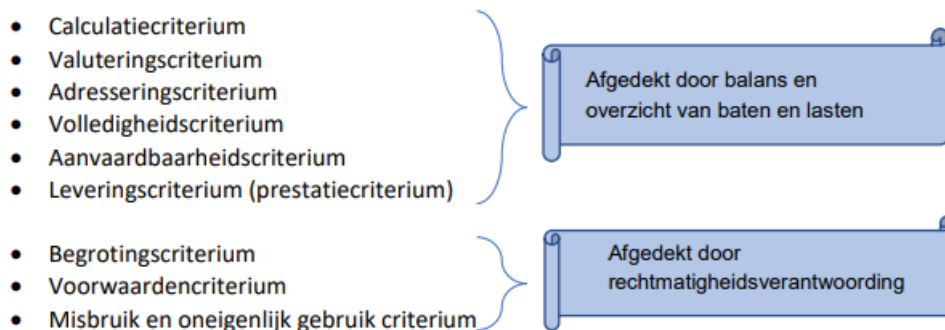 • Calculatiecriterium
• Valuteringscriterium
• Adresseringscriterium
• Volledigheidscriterium
• Aanvaardbaarheidscriterium
• Leveringscriterium (prestatiecriterium)
Afgedekt door balans en
overzicht van baten en lasten
• Begrotingscriterium
• Voorwaardencriterium
• Misbruik en oneigenlijk gebruik criterium
Afgedekt door
rechtmatigheidsverantwoording